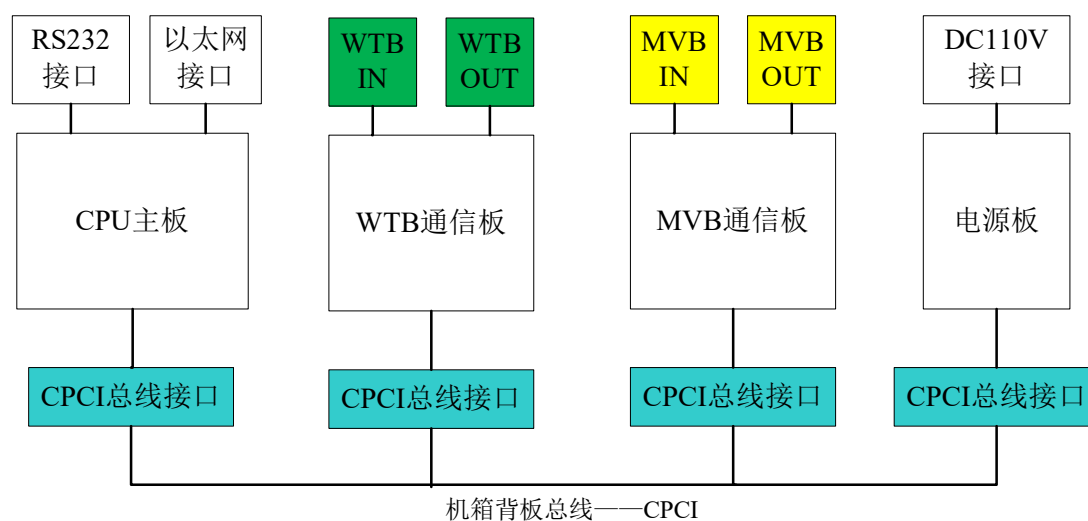 RS232
接口
以太网
接口
WTB
IN
WTB
OUT
MVB
IN
MVB
OUT
DC110V
接口
CPU主板
WTB通信板
MVB通信板
电源板
CPCI总线接口
CPCI总线接口
CPCI总线接口
CPCI总线接口
机箱背板总线——CPCI